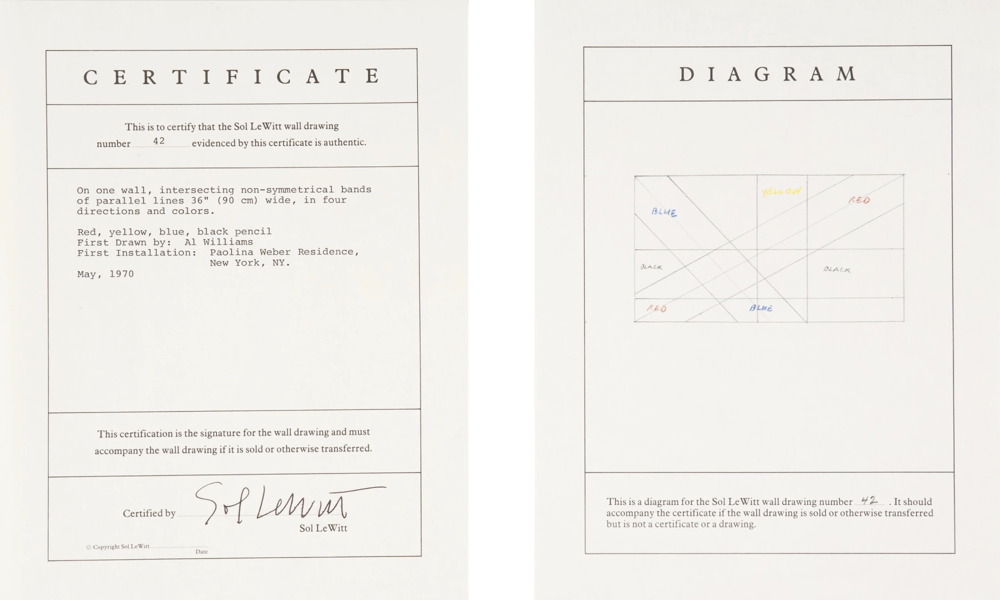 CERTIFICATE
This is to certify that the Sol LeWitt wall drawing
number 42 evidenced by this certificate is authentic.
On one wall, intersecting non-symmetrical bands
of parallel lines 36" (90 cm) wide, in four
directions and colors.
Red, yellow, blue, black pencil
First Drawn by: Al Williams
First Installation: Paolina Weber Residence,
New York, NY.
May, 1970
This certification is the signature for the wall drawing and must
accompany the wall drawing if it is sold or otherwise transferred.
Certified by Sol LeWitt
Sol LeWitt
© Copyright Sol LeWitt
Date
DIAGRAM
YELLOW
RED
BLUE
BLACK
BLACK
RED
BLUE
This is a diagram for the Sol LeWitt wall drawing number 42 . It should
accompany the certificate if the wall drawing is sold or otherwise transferred
but is not a certificate or a drawing.